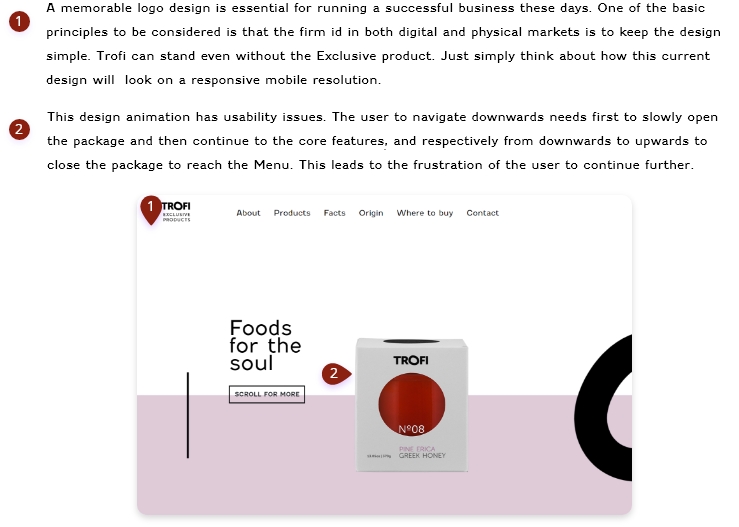 1
A memorable logo design is essential for running a successful business these days. One of the basic
principles to be considered is that the firm id in both digital and physical markets is to keep the design
simple. Trofi can stand even without the Exclusive product. Just simply think about how this current
design will look on a responsive mobile resolution.
2
This design animation has usability issues. The user to navigate downwards needs first to slowly open
the package and then continue to the core features, and respectively from downwards to upwards to
close the package to reach the Menu. This leads to the frustration of the user to continue further.
1
TROFI
EXCLUSIVE
PRODUCTS
About Products Facts Origin Where to buy Contact
Foods
for the
soul
SCROLL FOR MORE
2
TROFI
Nº08
PINE ERICA
GREEK HONEY